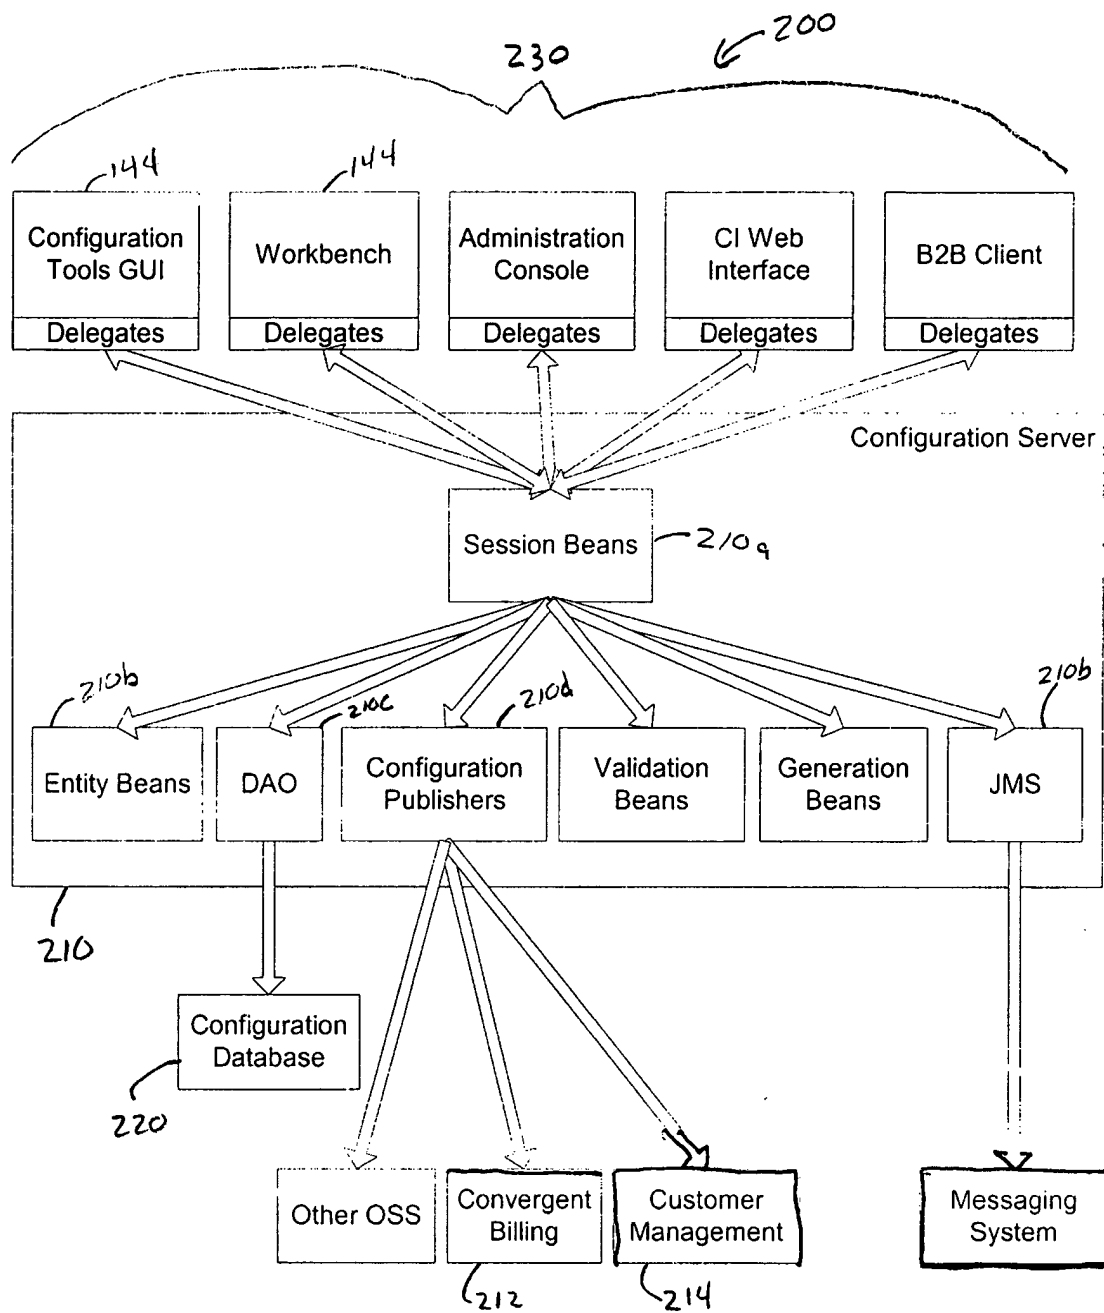 200
230
144
144
Configuration
Tools GUI
Delegates
Workbench
Delegates
Administration
Console
Delegates
CI Web
Interface
Delegates
B2B Client
Delegates
Configuration Server
Session Beans
210a
210b
210c
210d
210b
Entity Beans
DAO
Configuration
Publishers
Validation
Beans
Generation
Beans
JMS
210
Configuration
Database
220
Other OSS
Convergent
Billing
Customer
Management
Messaging
System
212
214